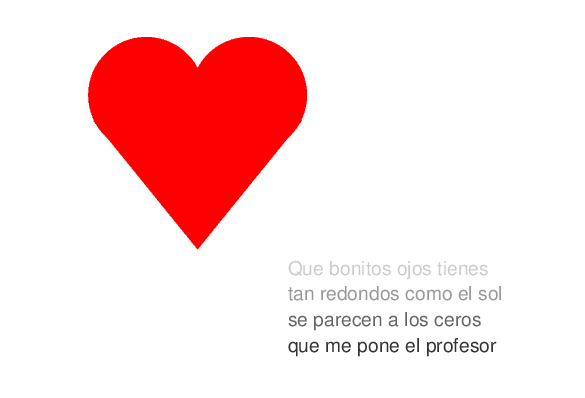 Que bonitos ojos tienes
tan redondos como el sol
se parecen a los ceros
que me pone el profesor